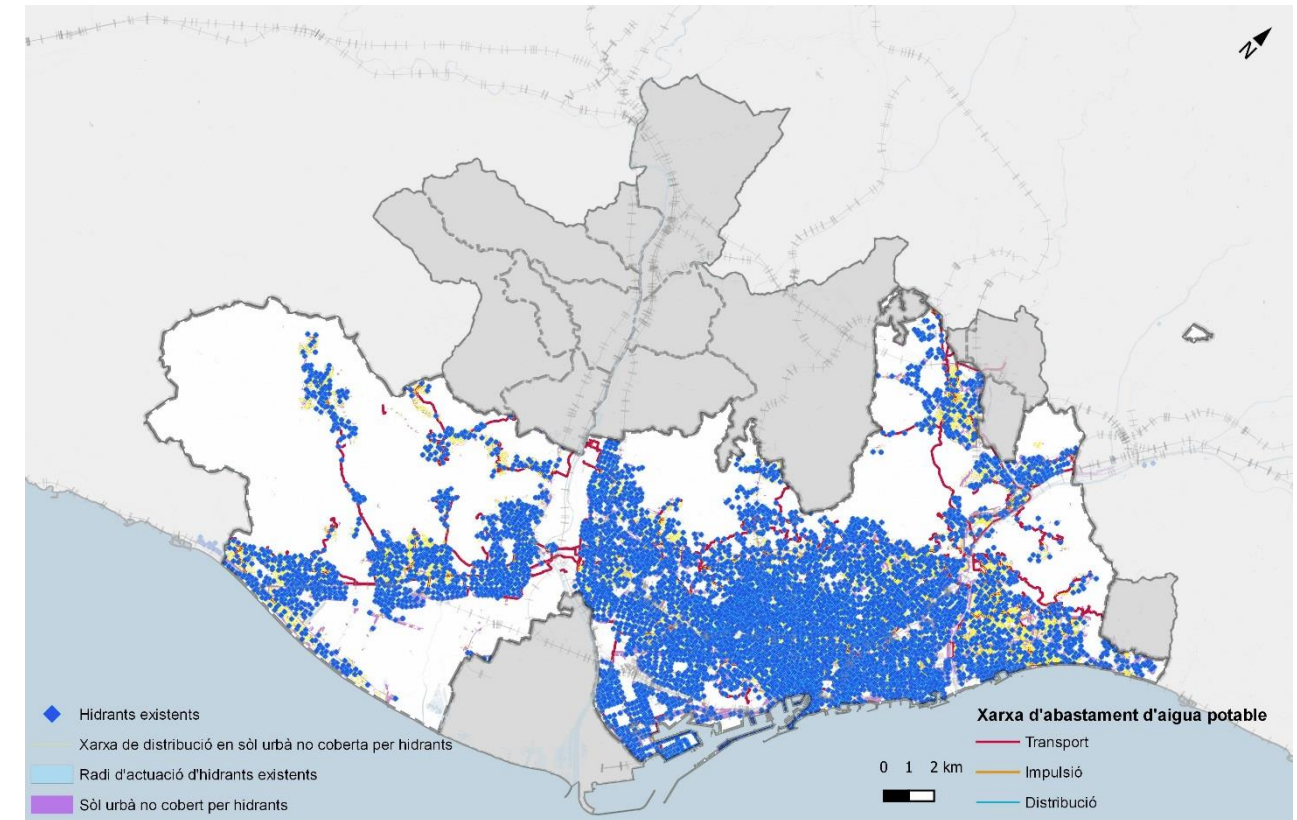 N
Hidrants existents
Xarxa de distribució en sòl urbà no coberta per hidrants
Radi d'actuació d'hidrants existents
Sòl urbà no cobert per hidrants
0 1 2 km
Xarxa d'abastament d'aigua potable
Transport
Impulsió
Distribució